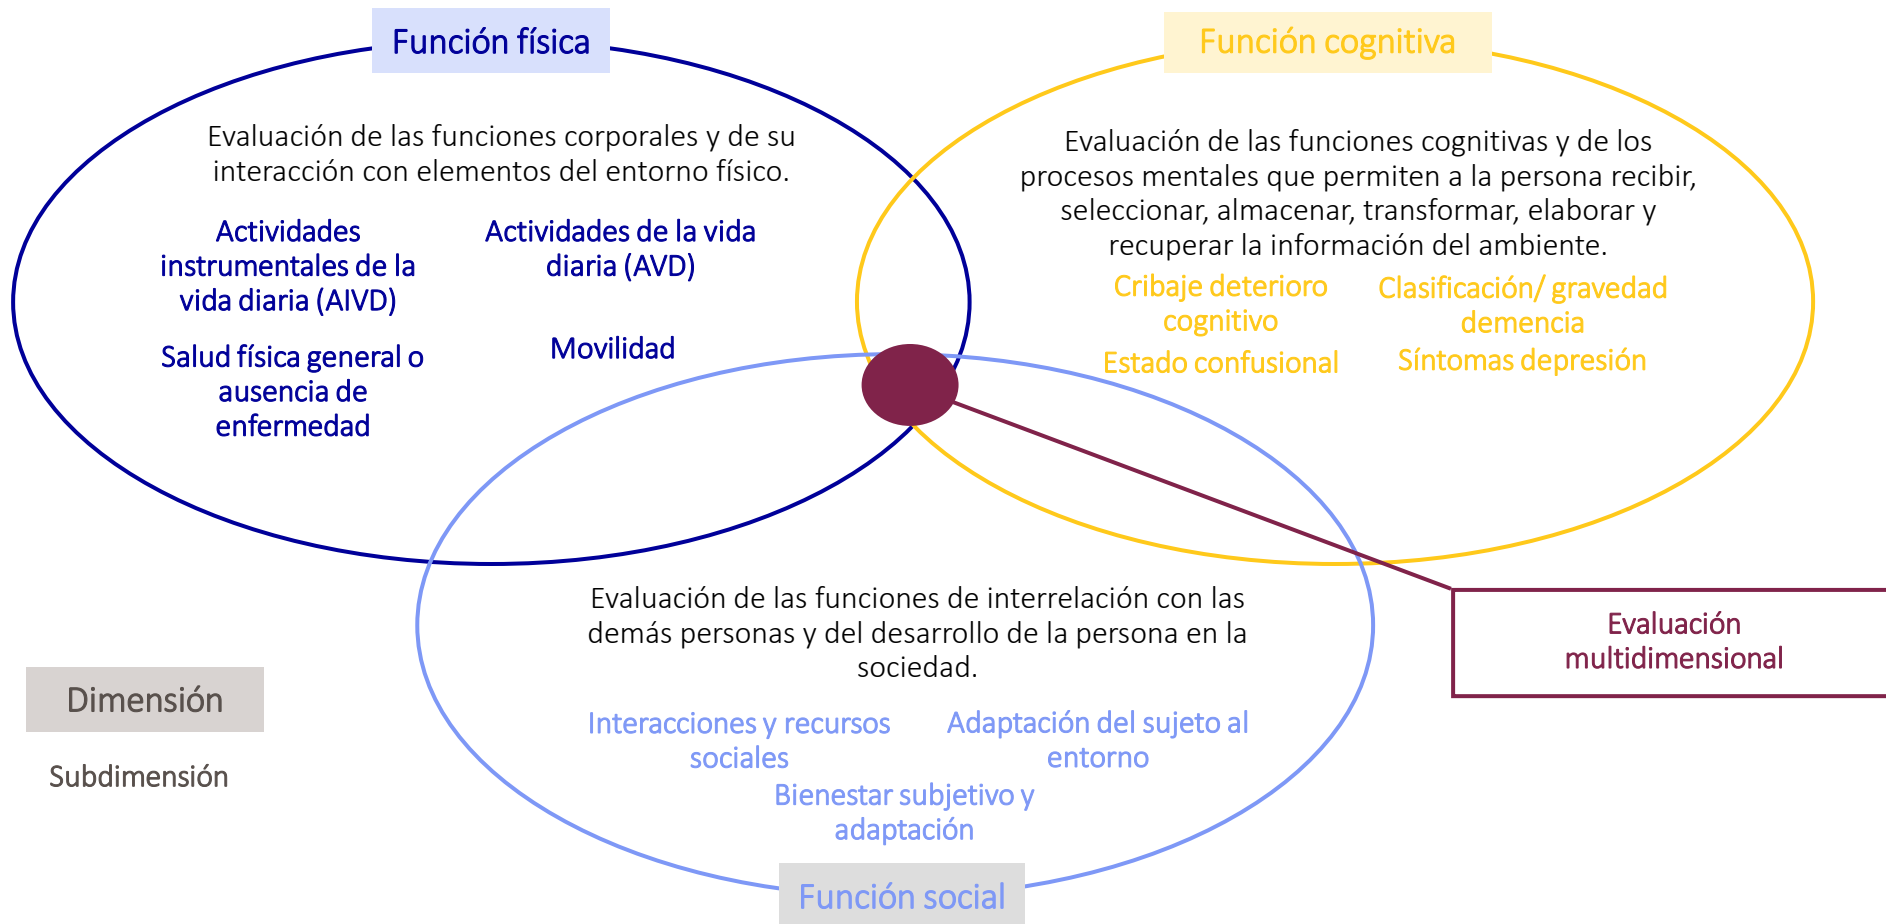 Función física
Evaluación de las funciones corporales y de su
interacción con elementos del entorno físico.
Actividades
instrumentales de la
vida diaria (AIVD)
Actividades de la vida
diaria (AVD)
Salud física general o
ausencia de
enfermedad
Movilidad
Función cognitiva
Evaluación de las funciones cognitivas y de los
procesos mentales que permiten a la persona recibir,
seleccionar, almacenar, transformar, elaborar y
recuperar la información del ambiente.
Cribaje deterioro
cognitivo
Clasificación/ gravedad
demencia
Estado confusional
Síntomas depresión
Evaluación de las funciones de interrelación con las
demás personas y del desarrollo de la persona en la
sociedad.
Interacciones y recursos
sociales
Adaptación del sujeto al
entorno
Bienestar subjetivo y
adaptación
Función social
Evaluación
multidimensional
Dimensión
Subdimensión